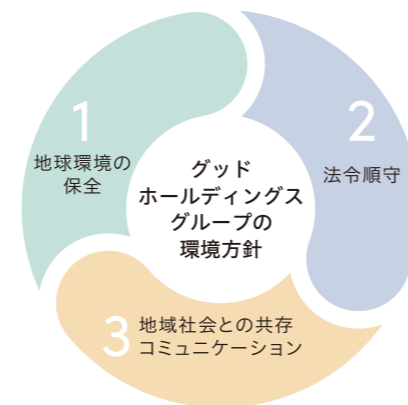 1
地球環境の
保全
2
法令順守
グッド
ホールディングス
グループの
環境方針
3
地域社会との共存
コミュニケーション